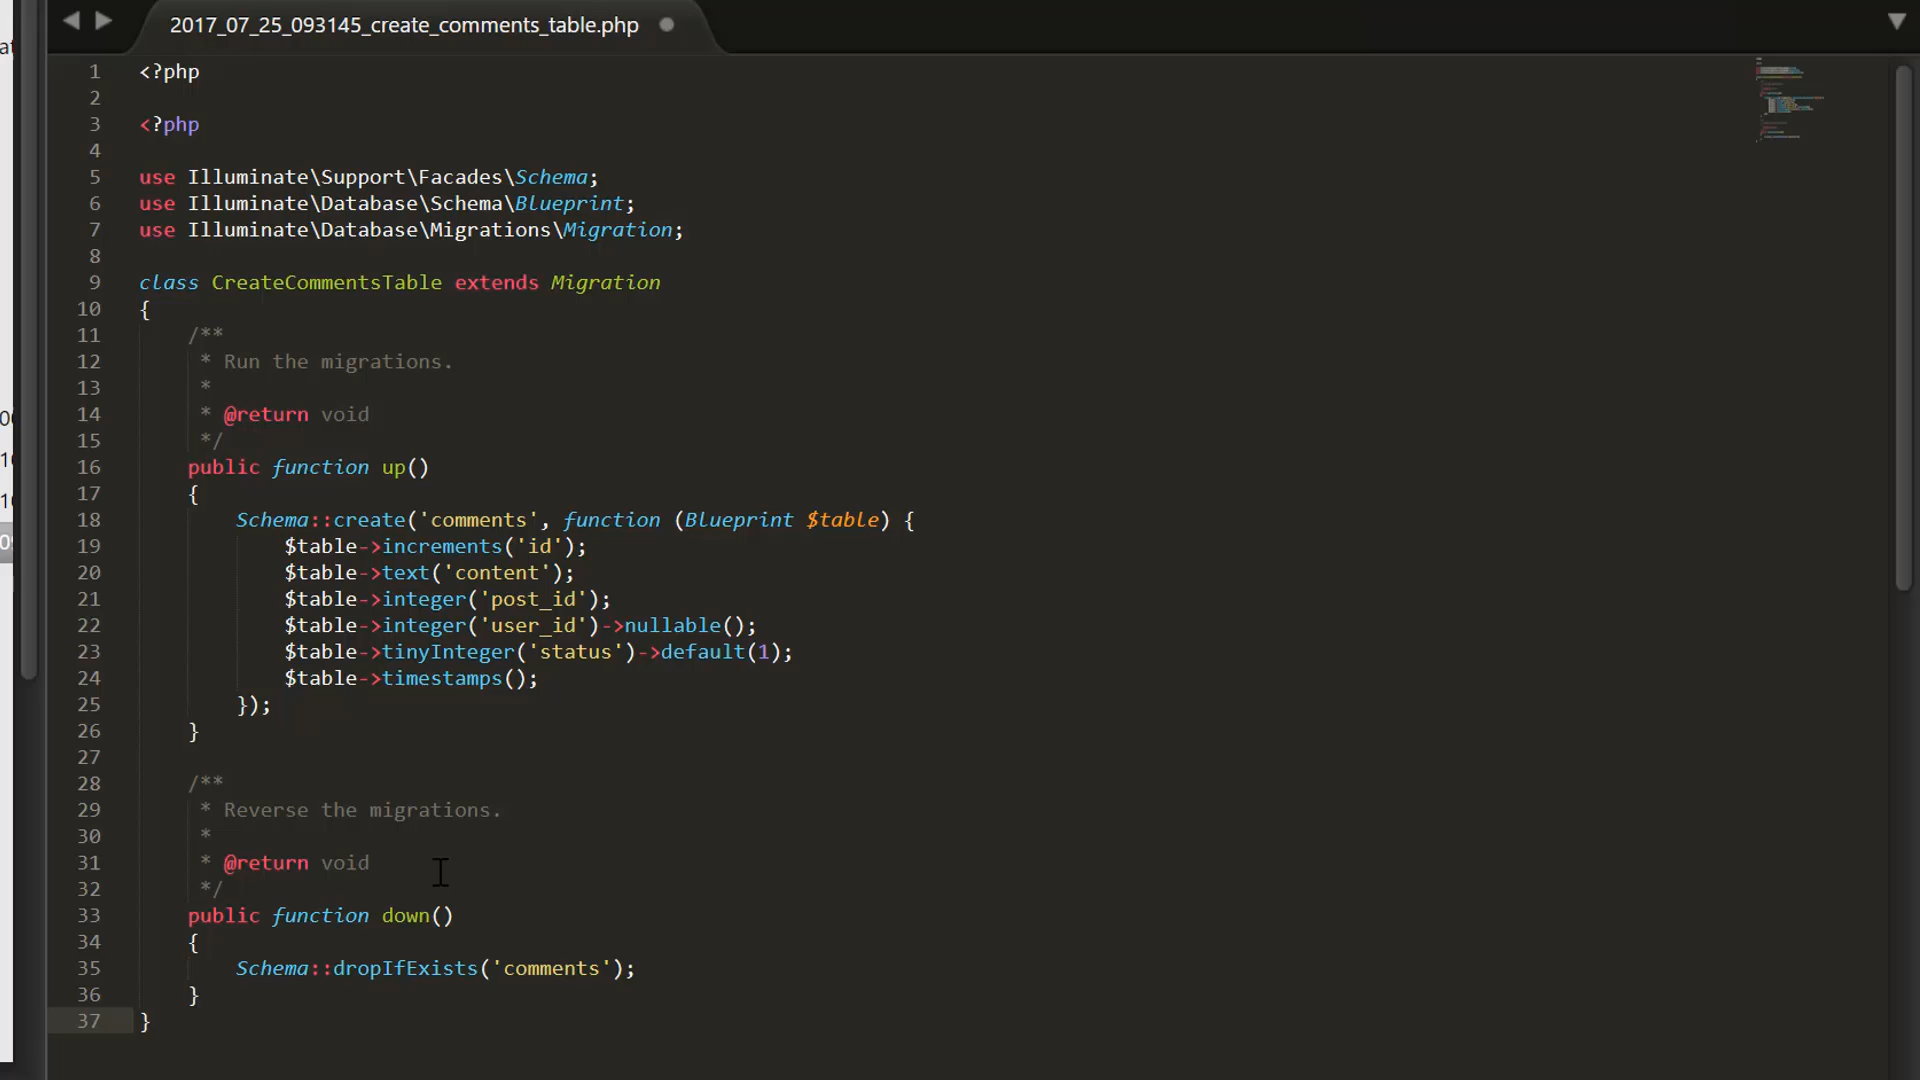 2017_07_25_093145_create_comments_table.php
1 <?php
2
3 <?php
4
5 use Illuminate\Support\Facades\Schema;
6 use Illuminate\Database\Schema\Blueprint;
7 use Illuminate\Database\Migrations\Migration;
8
9 class CreateCommentsTable extends Migration
10 {
11     /**
12      * Run the migrations.
13      *
14      * @return void
15      */
16     public function up()
17     {
18         Schema::create('comments', function (Blueprint $table) {
19             $table->increments('id');
20             $table->text('content');
21             $table->integer('post_id');
22             $table->integer('user_id')->nullable();
23             $table->tinyInteger('status')->default(1);
24             $table->timestamps();
25         });
26     }
27
28     /**
29      * Reverse the migrations.
30      *
31      * @return void
32      */
33     public function down()
34     {
35         Schema::dropIfExists('comments');
36     }
37 }